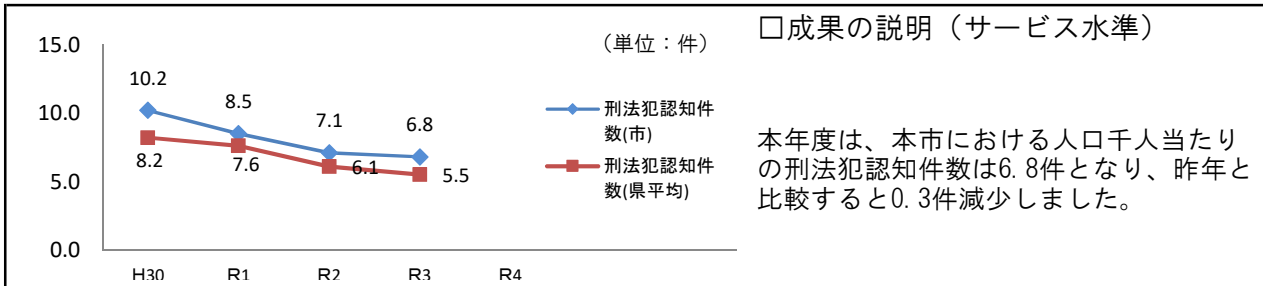 15.0
10.0
5.0
0.0
(単位：件)
10.2
8.5
7.1
6.8
8.2
7.6
6.1
5.5
H30
R1
R2
R3
R4
刑法犯認知件
数(市)
刑法犯認知件
数(県平均)
□成果の説明（サービス水準）
本年度は、本市における人口千人当たり
の刑法犯認知件数は6.8件となり、昨年と
比較すると0.3件減少しました。